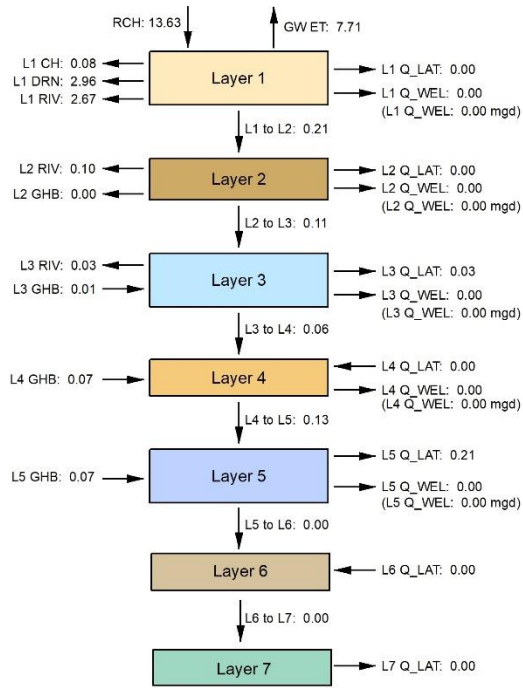 RCH: 13.63
GW ET: 7.71
L1 CH: 0.08
L1 DRN: 2.96
L1 RIV: 2.67
Layer 1
L1 Q_LAT: 0.00
L1 Q_WEL: 0.00
(L1 Q_WEL: 0.00 mgd)
L1 to L2: 0.21
L2 RIV: 0.10
L2 GHB: 0.00
Layer 2
L2 Q_LAT: 0.00
L2 Q_WEL: 0.00
(L2 Q_WEL: 0.00 mgd)
L2 to L3: 0.11
L3 RIV: 0.03
L3 GHB: 0.01
Layer 3
L3 Q_LAT: 0.03
L3 Q_WEL: 0.00
(L3 Q_WEL: 0.00 mgd)
L3 to L4: 0.06
L4 GHB: 0.07
Layer 4
L4 Q_LAT: 0.00
L4 Q_WEL: 0.00
(L4 Q_WEL: 0.00 mgd)
L4 to L5: 0.13
L5 GHB: 0.07
Layer 5
L5 Q_LAT: 0.21
L5 Q_WEL: 0.00
(L5 Q_WEL: 0.00 mgd)
L5 to L6: 0.00
Layer 6
L6 Q_LAT: 0.00
L6 to L7: 0.00
Layer 7
L7 Q_LAT: 0.00